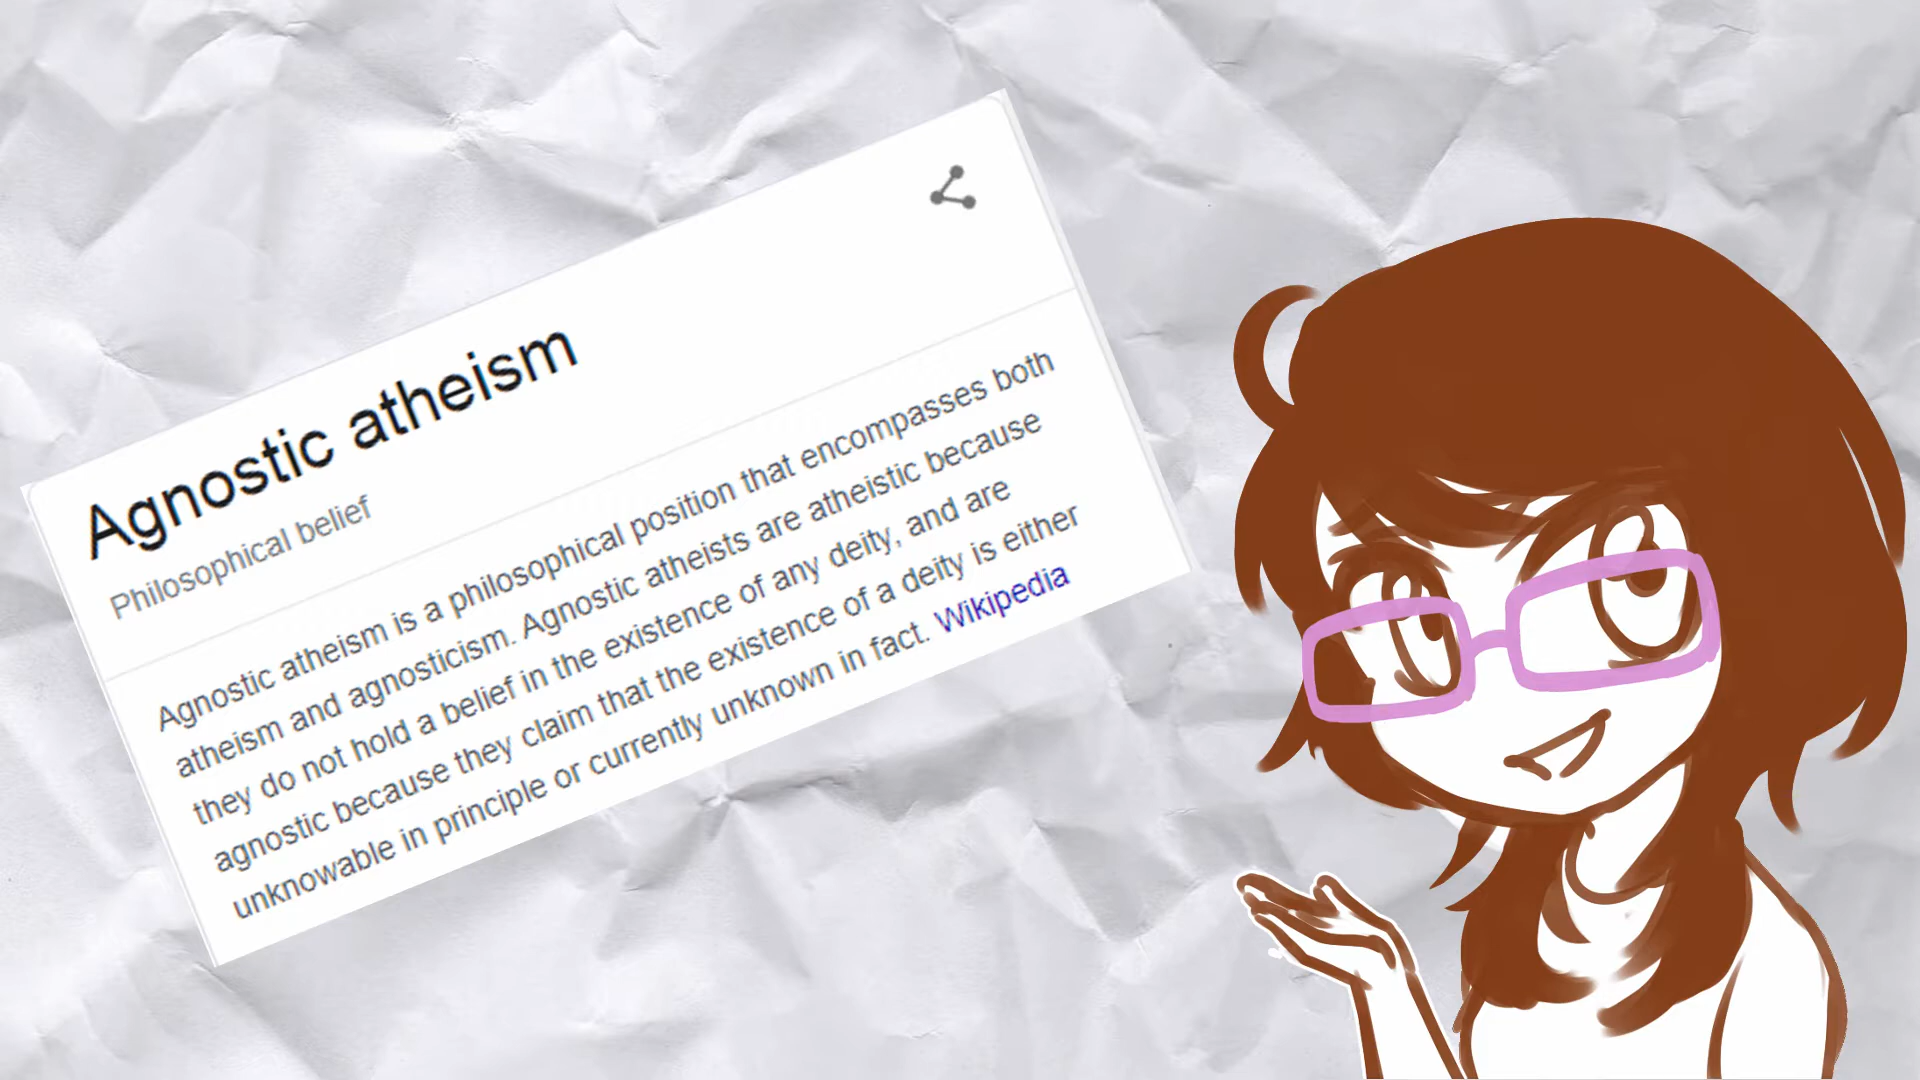 Agnostic atheism
Philosophical belief
Agnostic atheism is a philosophical position that encompasses both
atheism and agnosticism. Agnostic atheists are atheistic because
they do not hold a belief in the existence of any deity, and are
agnostic because they claim that the existence of a deity is either
unknowable in principle or currently unknown in fact. Wikipedia